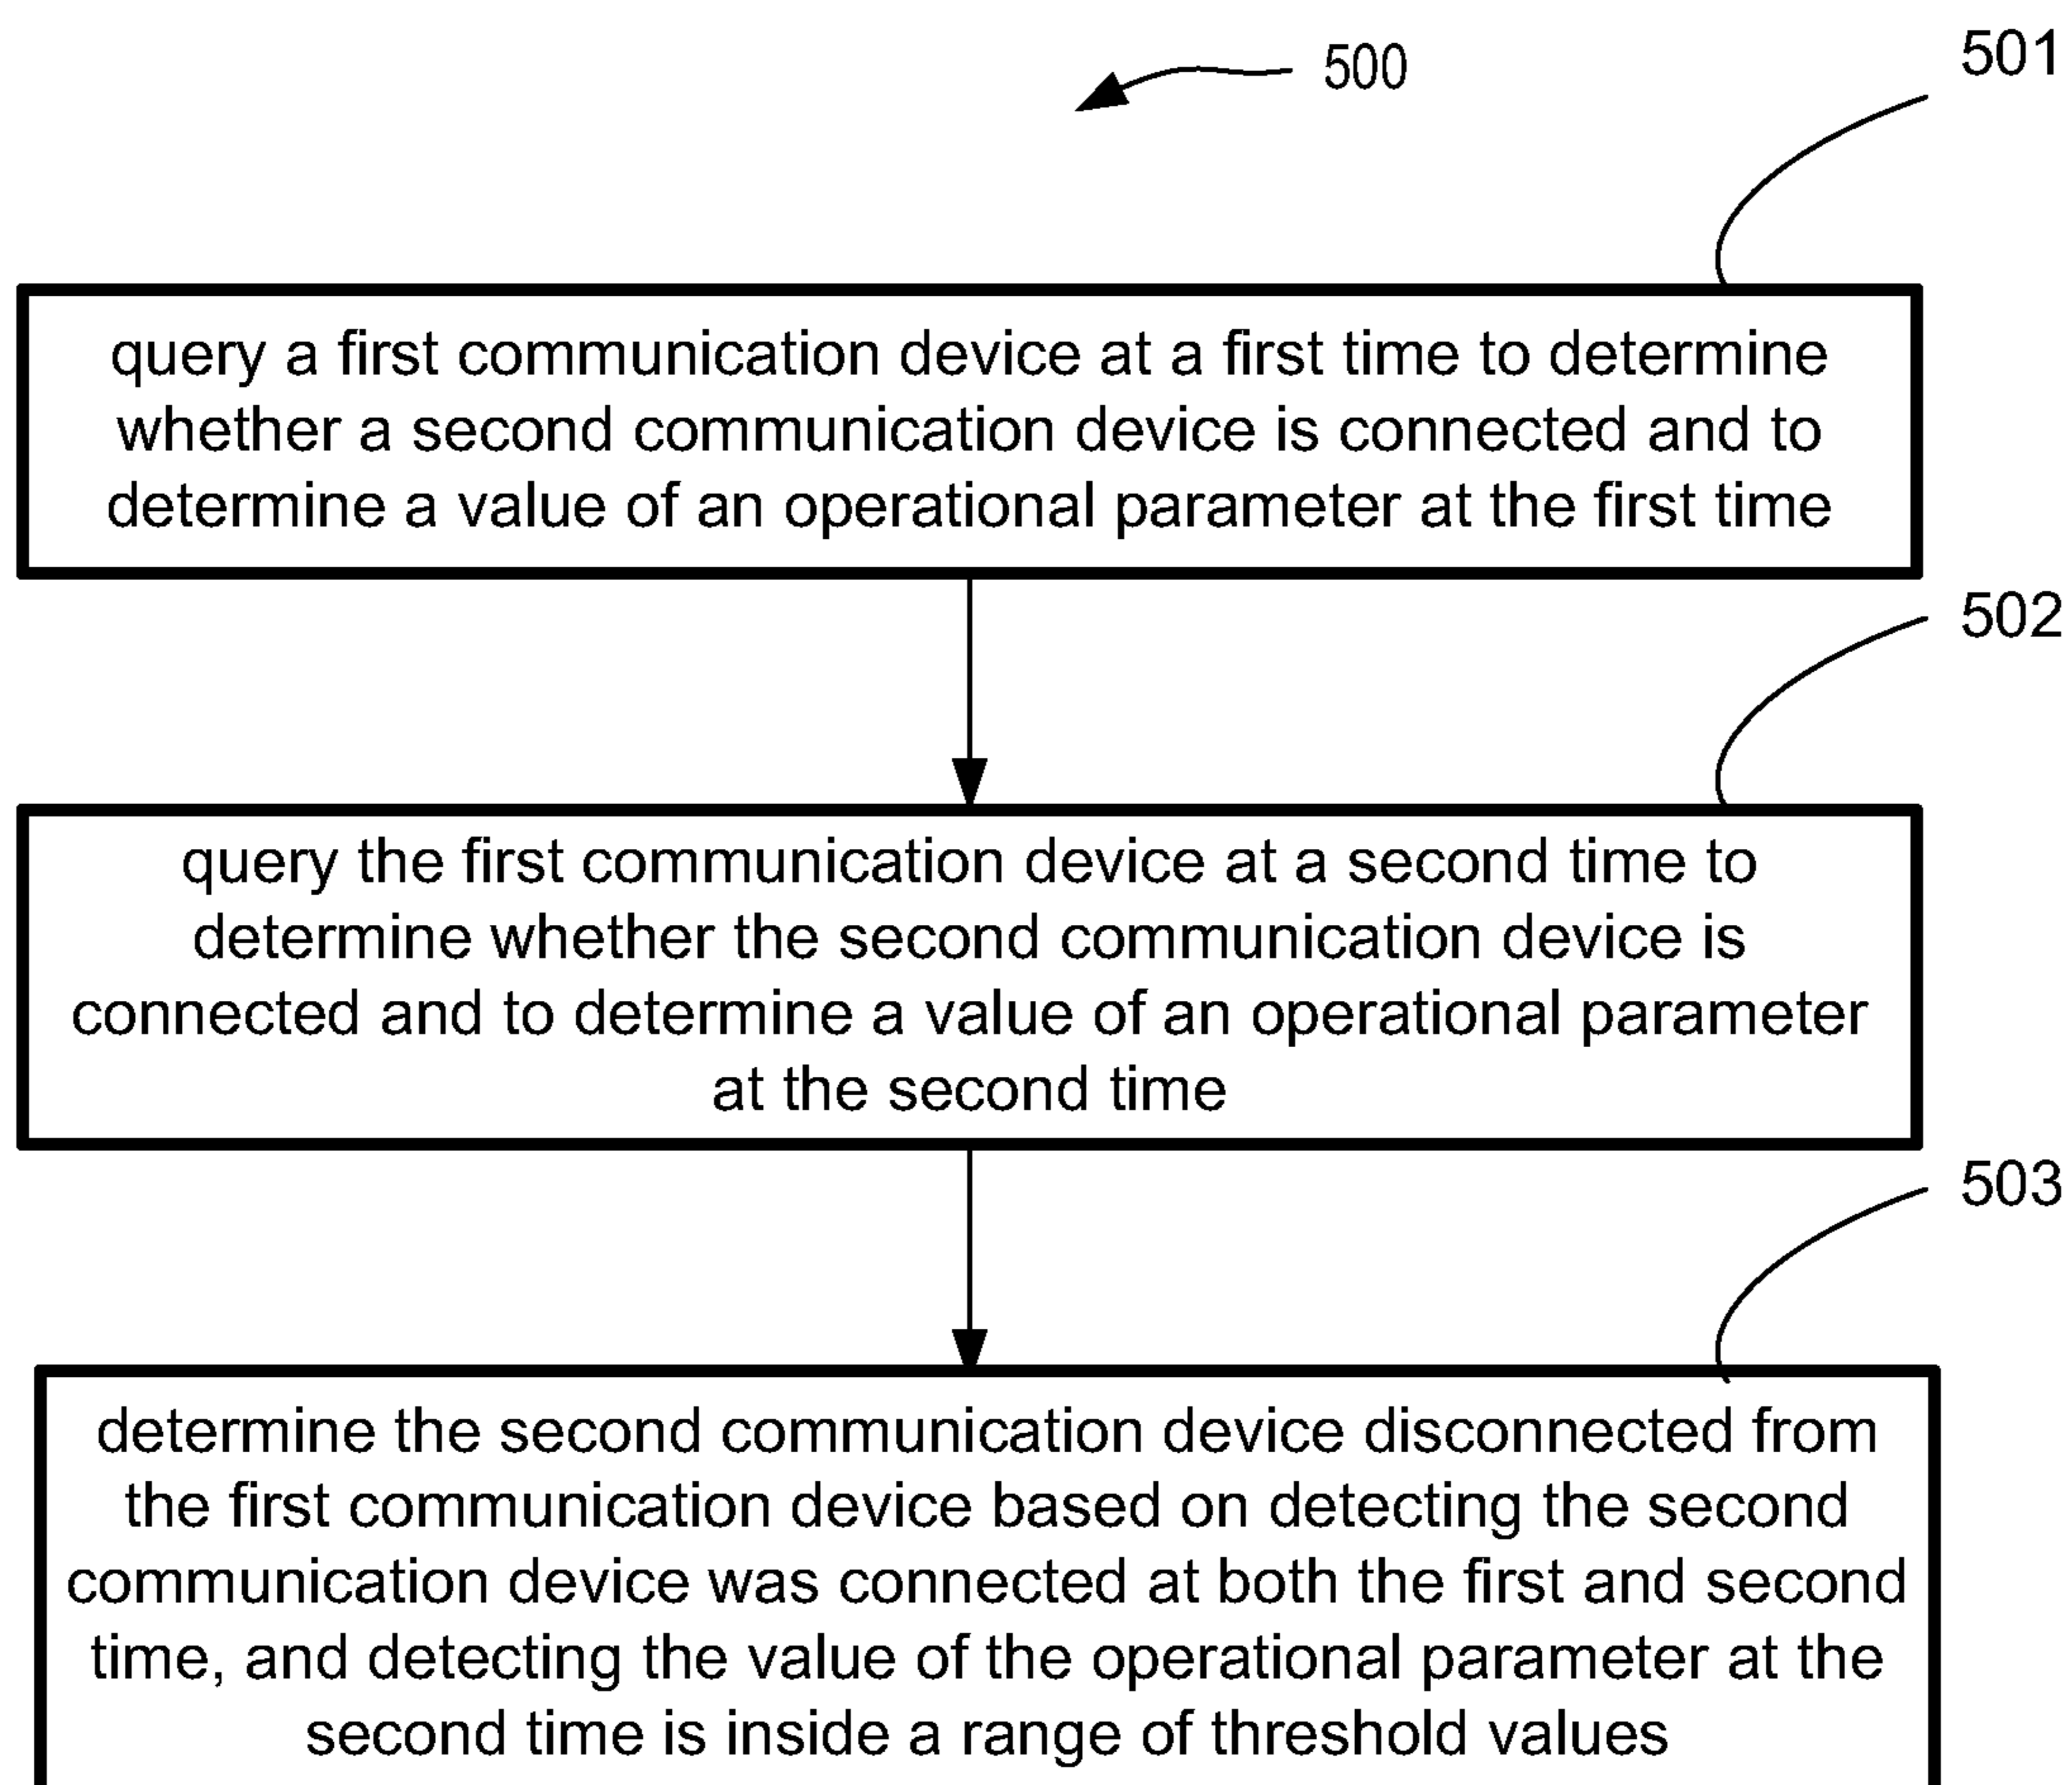 500
501
query a first communication device at a first time to determine
whether a second communication device is connected and to
determine a value of an operational parameter at the first time
502
query the first communication device at a second time to
determine whether the second communication device is
connected and to determine a value of an operational parameter
at the second time
503
determine the second communication device disconnected from
the first communication device based on detecting the second
communication device was connected at both the first and second
time, and detecting the value of the operational parameter at the
second time is inside a range of threshold values